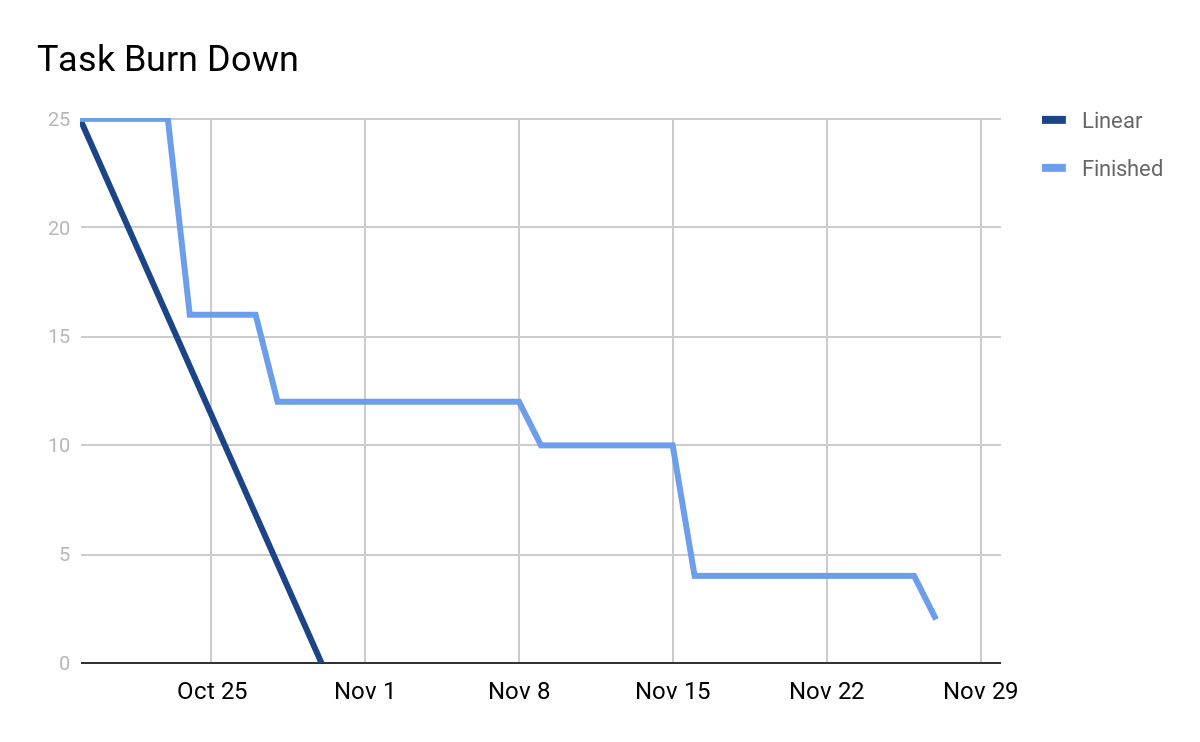 Task Burn Down
25
20
15
10
5
0
Oct 25
Nov 1
Nov 8
Nov 15
Nov 22
Nov 29
Linear
Finished